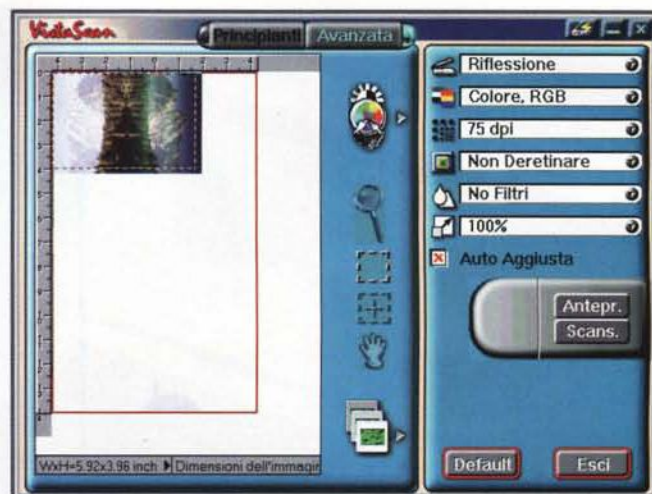 VistaScan
Principianti Avanzata
Riflessione
Colore, RGB
75 dpi
Non Deretinare
No Filtri
100%
Auto Aggiusta
Antepr.
Scans.
WxH=5.92x3.96 inch Dimensioni dell'immagin
Default Esci